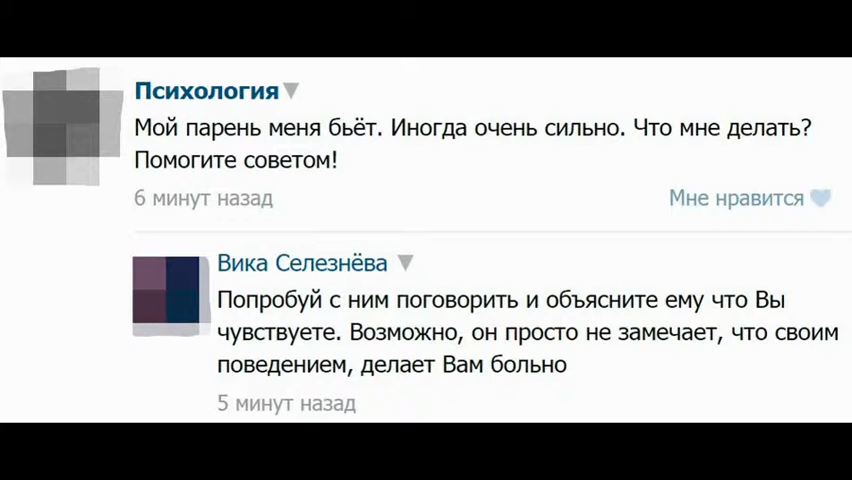 Психология
Мой парень меня бьёт. Иногда очень сильно. Что мне делать?
Помогите советом!
6 минут назад
Мне нравится
Вика Селезнёва
Попробуй с ним поговорить и объясните ему что Вы
чувствуете. Возможно, он просто не замечает, что своим
поведением, делает Вам больно
5 минут назад